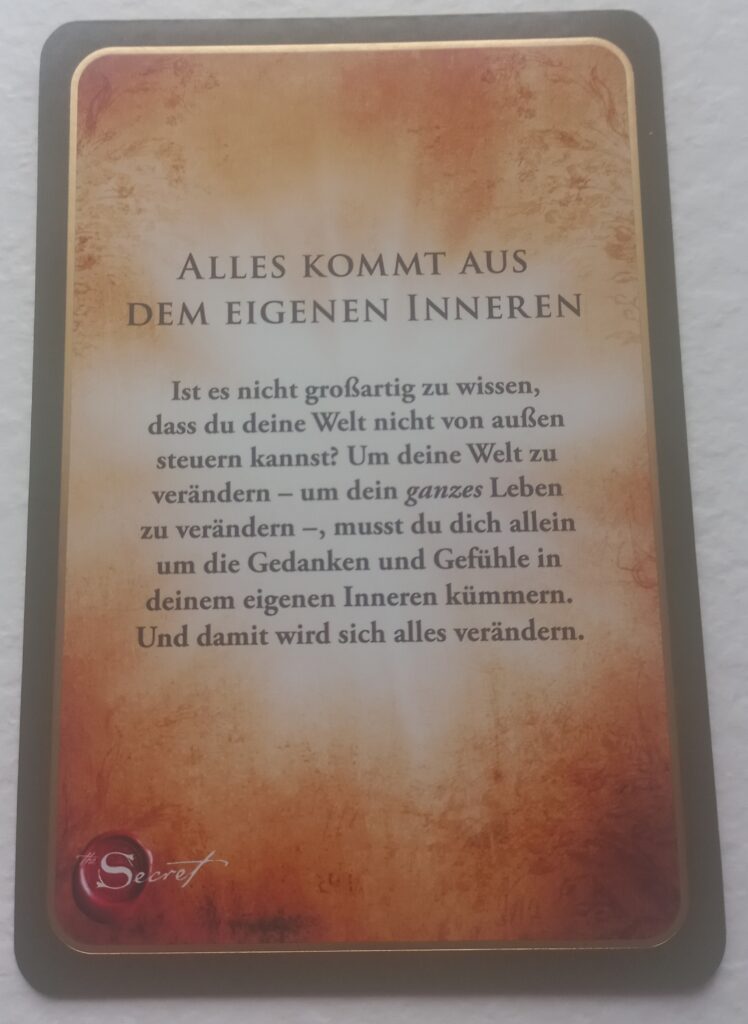 ALLES KOMMT AUS
DEM EIGENEN INNEREN
Ist es nicht großartig zu wissen,
dass du deine Welt nicht von außen
steuern kannst? Um deine Welt zu
verändern – um dein ganzes Leben
zu verändern –, musst du dich allein
um die Gedanken und Gefühle in
deinem eigenen Inneren kümmern.
Und damit wird sich alles verändern.
the Secret